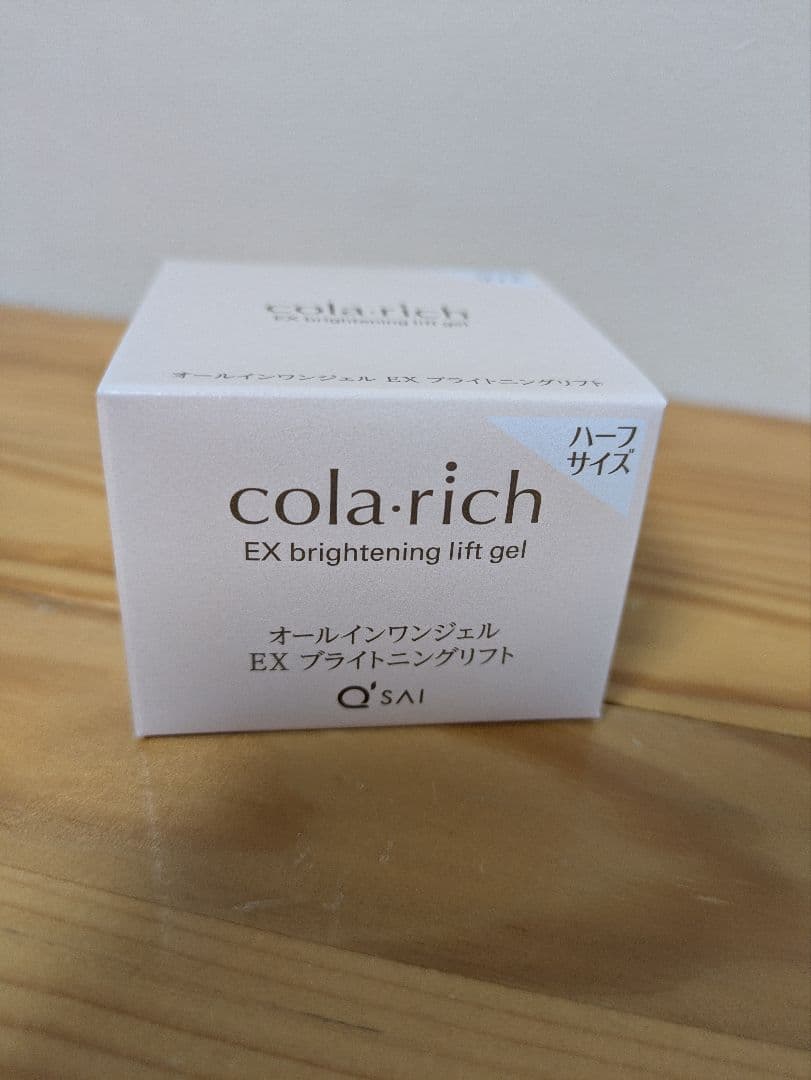 cola·rich
EX brightening lift gel
オールインワンジェル EX ブライトニングリフト
ハーフ
サイズ
cola·rich
EX brightening lift gel
オールインワンジェル
EX ブライトニングリフト
Q'SAI